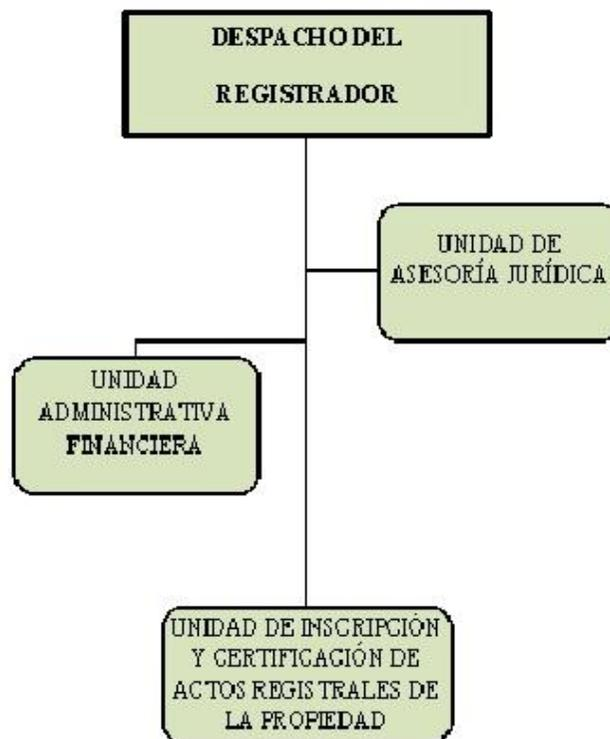 DESPACHO DEL
REGISTRADOR
UNIDAD DE
ASESORÍA JURÍDICA
UNIDAD
ADMINISTRATIVA
FINANCIERA
UNIDAD DE INSCRIPCIÓN
Y CERTIFICACIÓN DE
ACTOS REGISTRALES DE
LA PROPIEDAD